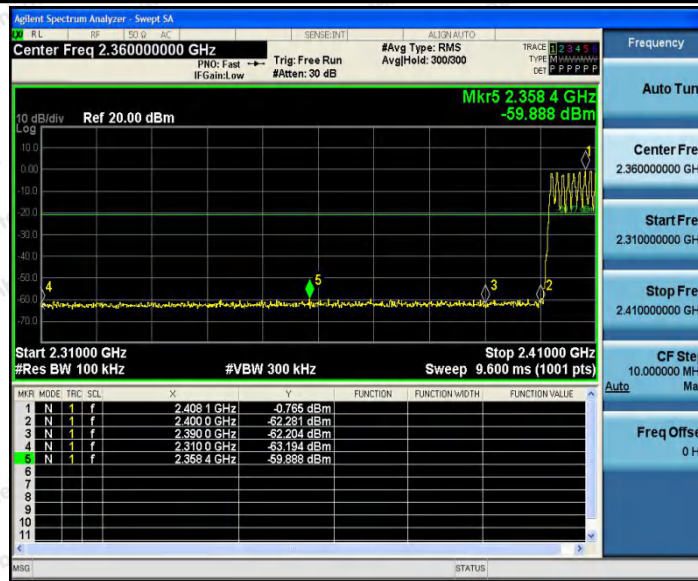 Agilent Spectrum Analyzer - Swept SA
RL RF 50 Ω AC SENSE:INT ALIGN AUTO
Center Freq 2.360000000 GHz
PNO: Fast Trig: Free Run
IFGain:Low #Atten: 30 dB
#Avg Type: RMS
Avg|Hold: 300/300
TRACE 1 2 3 4 5 6
TYPE M
DET P P P P P P
Mkr5 2.358 4 GHz
-59.888 dBm
10 dB/div Ref 20.00 dBm
Log
10.0
0.00
-10.0
-20.0
-30.0
-40.0
-50.0
-60.0
-70.0
1
2
3
4
5
Start 2.31000 GHz Stop 2.41000 GHz
#Res BW 100 kHz #VBW 300 kHz Sweep 9.600 ms (1001 pts)
MKR MODE TRC SCL X Y FUNCTION FUNCTION WIDTH FUNCTION VALUE
1 N 1 f 2.408 1 GHz -0.765 dBm
2 N 1 f 2.400 0 GHz -62.281 dBm
3 N 1 f 2.390 0 GHz -62.204 dBm
4 N 1 f 2.310 0 GHz -63.194 dBm
5 N 1 f 2.358 4 GHz -59.888 dBm
6
7
8
9
10
11
MSG STATUS
Frequency
Auto Tun
Center Fre
2.360000000 GH
Start Fre
2.310000000 GH
Stop Fre
2.410000000 GH
CF Ste
10.000000 MH
Auto Ma
Freq Offse
0 H